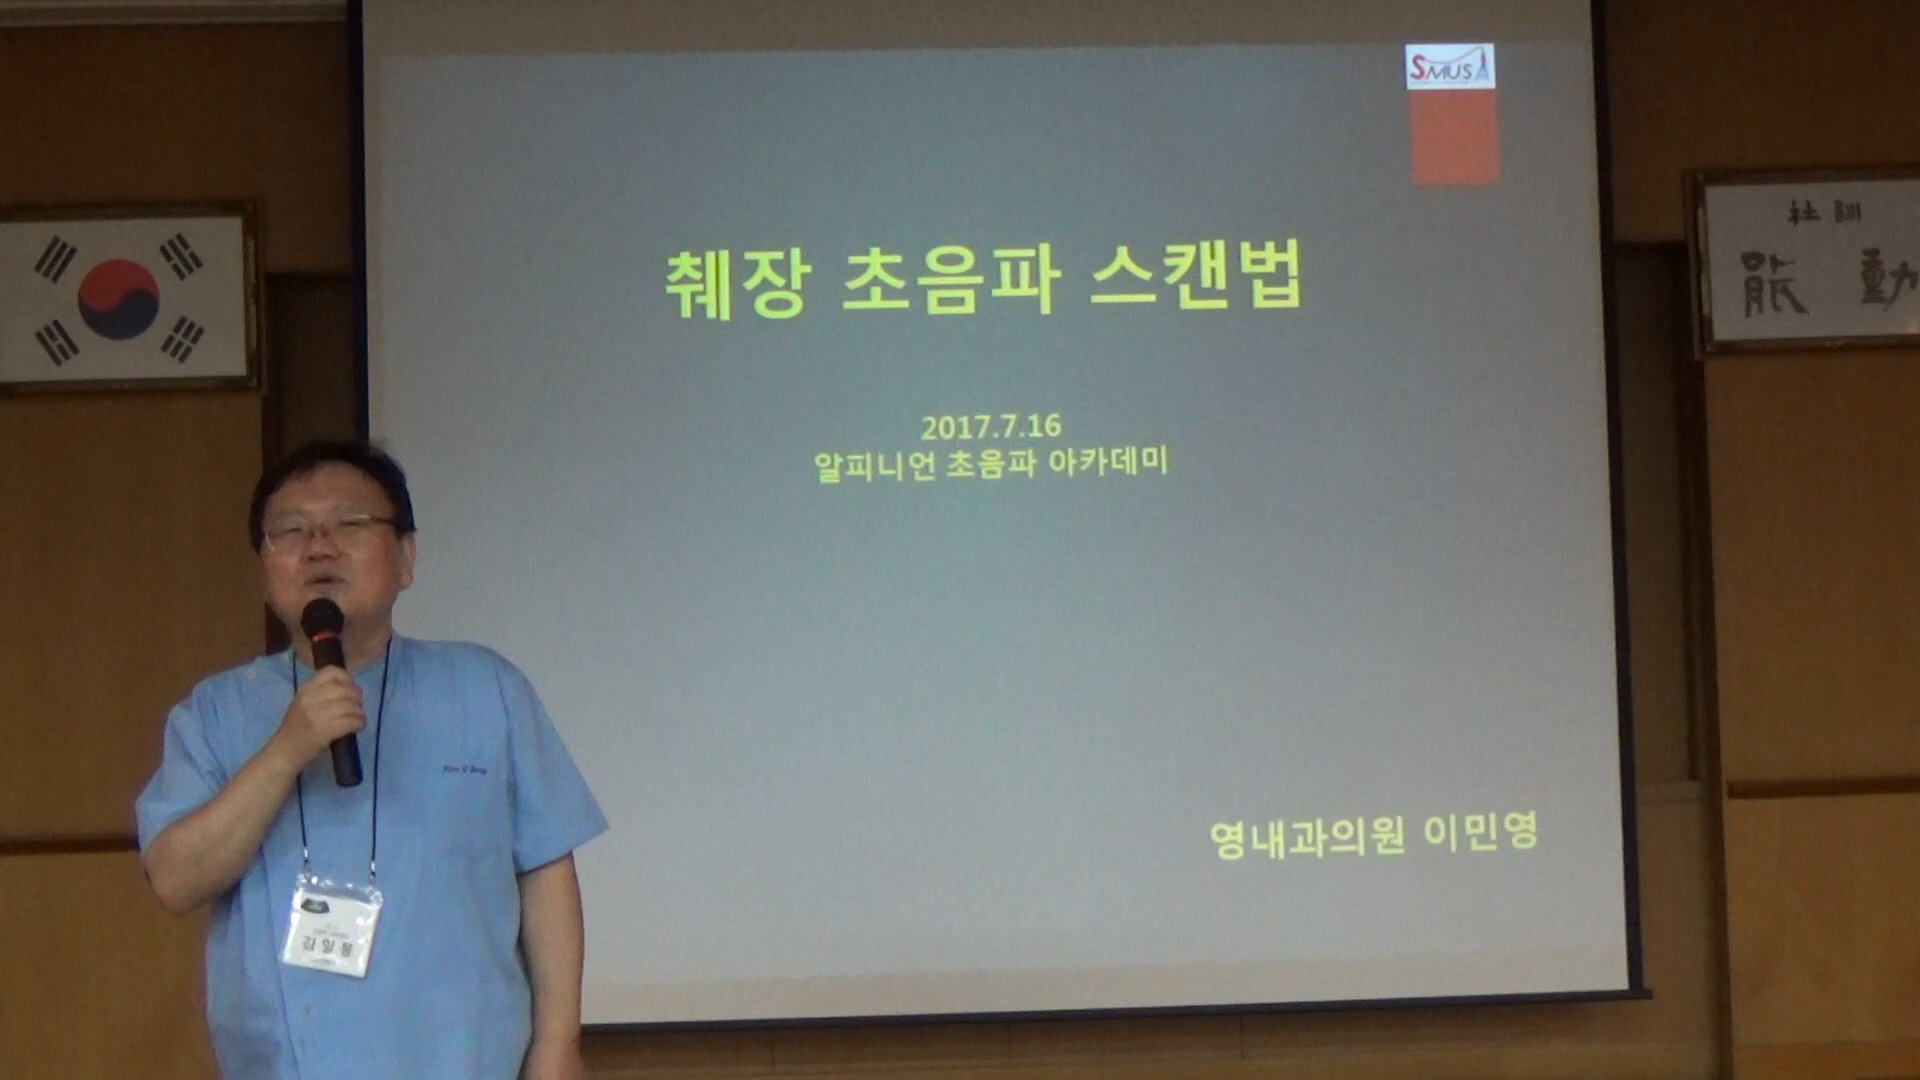 SMUS
췌장 초음파 스캔법
2017.7.16
알피니언 초음파 아카데미
영내과의원 이민영
社訓
能 動
김일봉